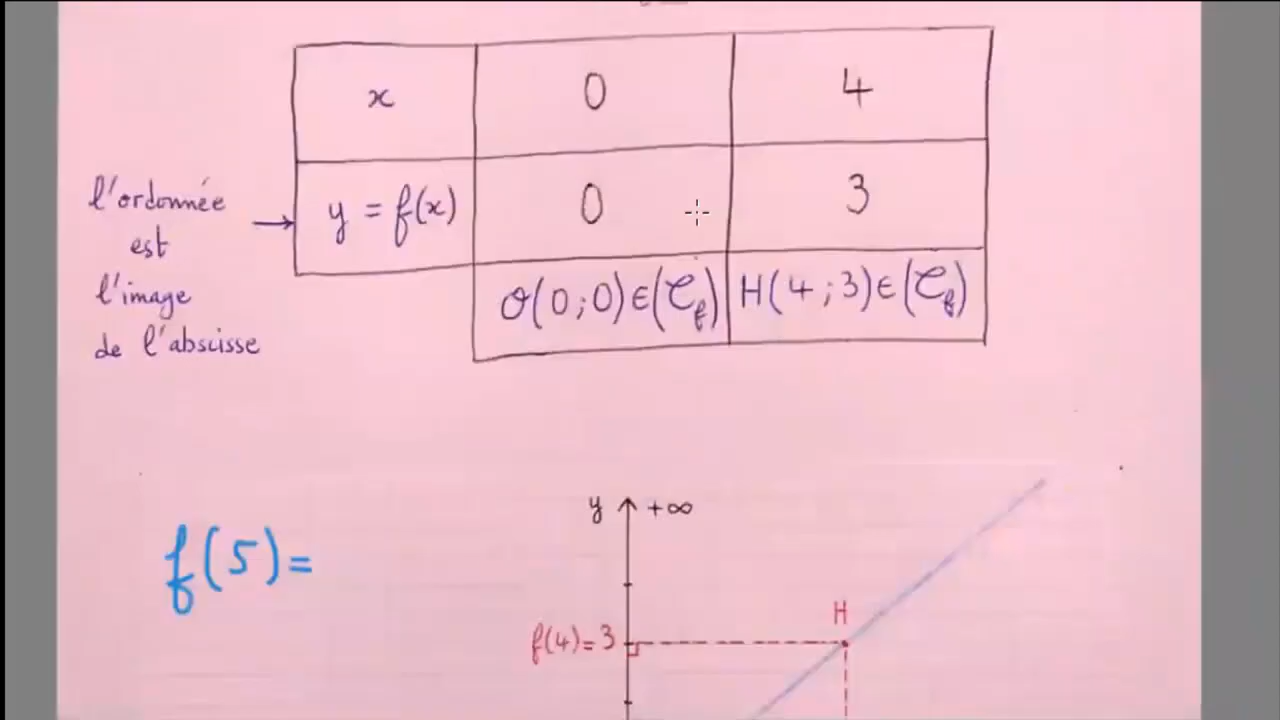 x 0 4
l'ordonnée
est
l'image
de l'abscisse
y = f(x) 0 3
O(0;0)∈(𝒞f) H(4;3)∈(𝒞f)
f(5)=
y +∞
H
f(4)=3